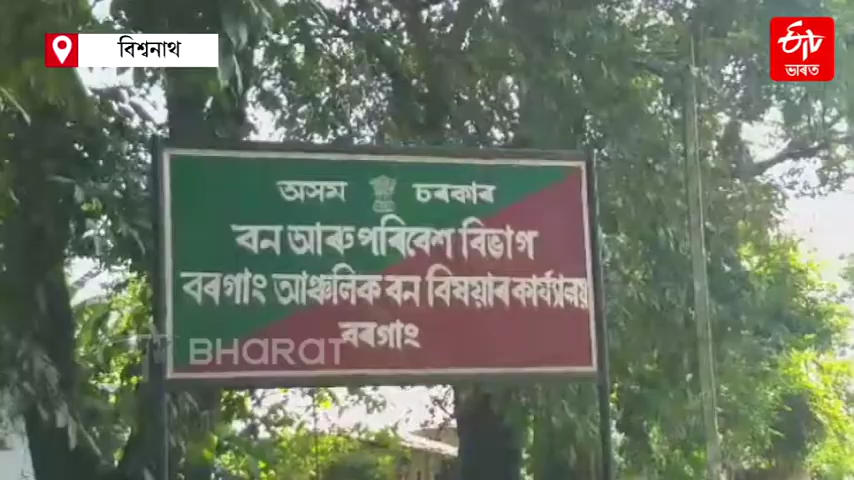 বিশ্বনাথ
etv
ভাৰত
অসম চৰকাৰ
বন আৰু পৰিবেশ বিভাগ
বৰগাং আঞ্চলিক বন বিষয়াৰ কাৰ্য্যালয়
বৰগাং
BHARAT